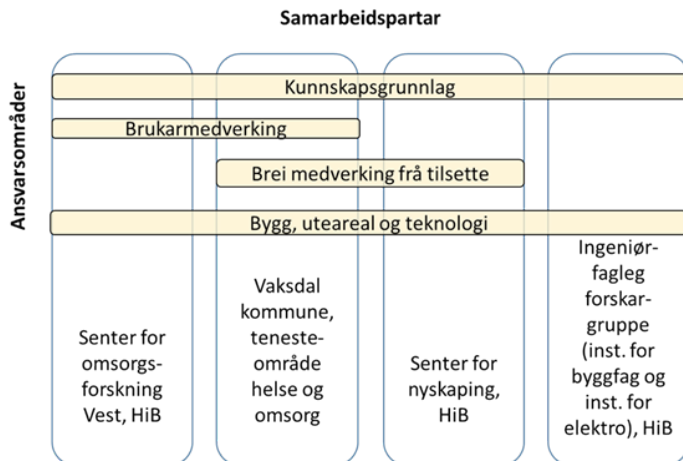 Samarbeidspartar
Ansvarsområder
Kunnskapsgrunnlag
Brukarmedverking
Brei medverking frå tilsette
Bygg, uteareal og teknologi
Senter for
omsorgs-
forskning
Vest, HiB
Vaksdal
kommune,
teneste-
område
helse og
omsorg
Senter for
nyskaping,
HiB
Ingeniør-
fagleg
forskar-
gruppe
(inst. for
byggfag og
inst. for
elektro), HiB